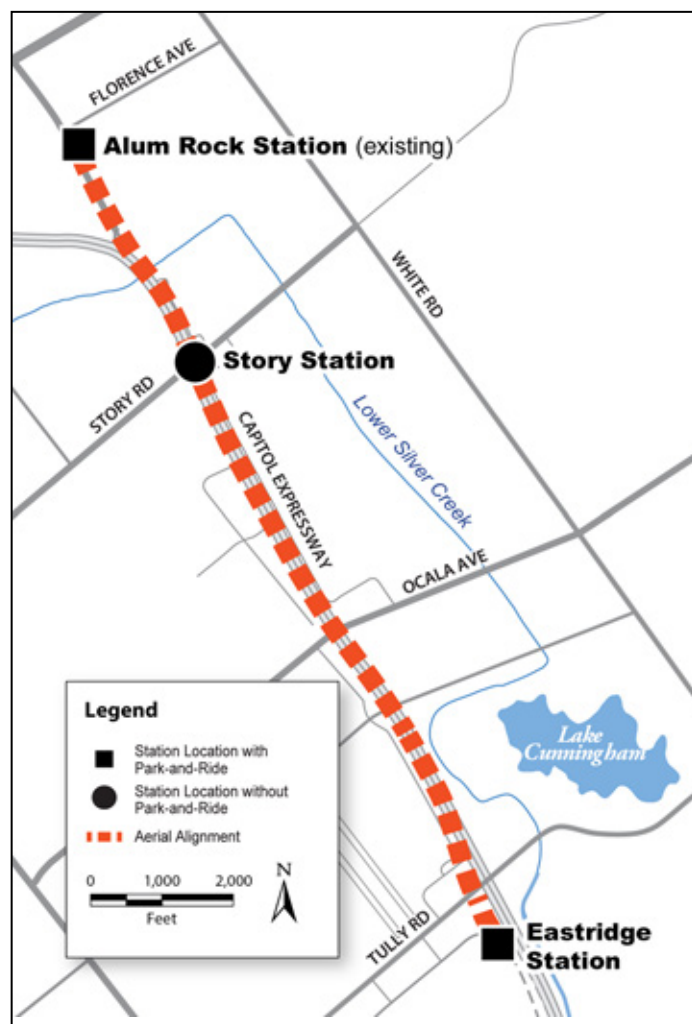 FLORENCE AVE
Alum Rock Station (existing)
WHITE RD
Story Station
STORY RD
CAPITOL EXPRESSWAY
Lower Silver Creek
OCALA AVE
Lake
Cunningham
Legend
Station Location with
Park-and-Ride
Station Location without
Park-and-Ride
Aerial Alignment
0 1,000 2,000
Feet
N
TULLY RD
Eastridge
Station